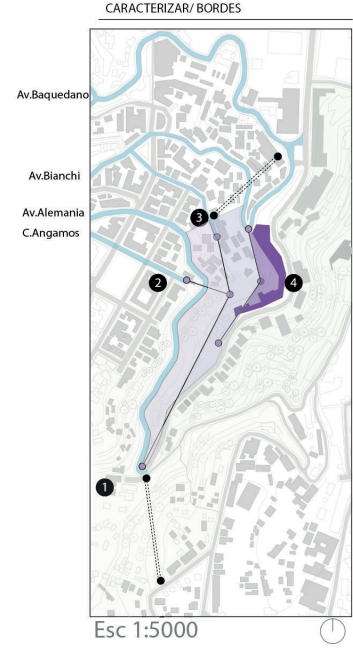 CARACTERIZAR/ BORDES
Av.Baquedano
Av.Bianchi
Av.Alemania
C.Angamos
3
2
4
1
Esc 1:5000